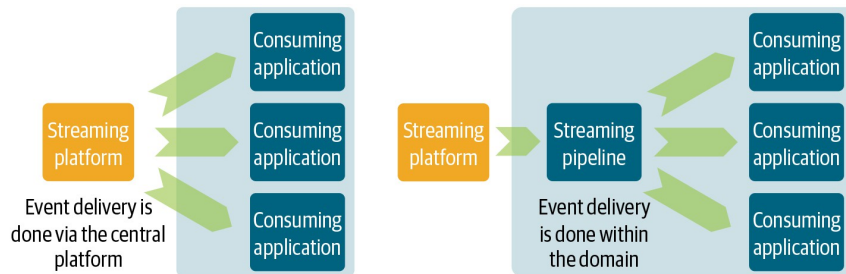 Consuming
application
Streaming
platform
Consuming
application
Consuming
application
Event delivery is
done via the central
platform
Consuming
application
Streaming
platform
Streaming
pipeline
Consuming
application
Consuming
application
Event delivery
is done within
the domain